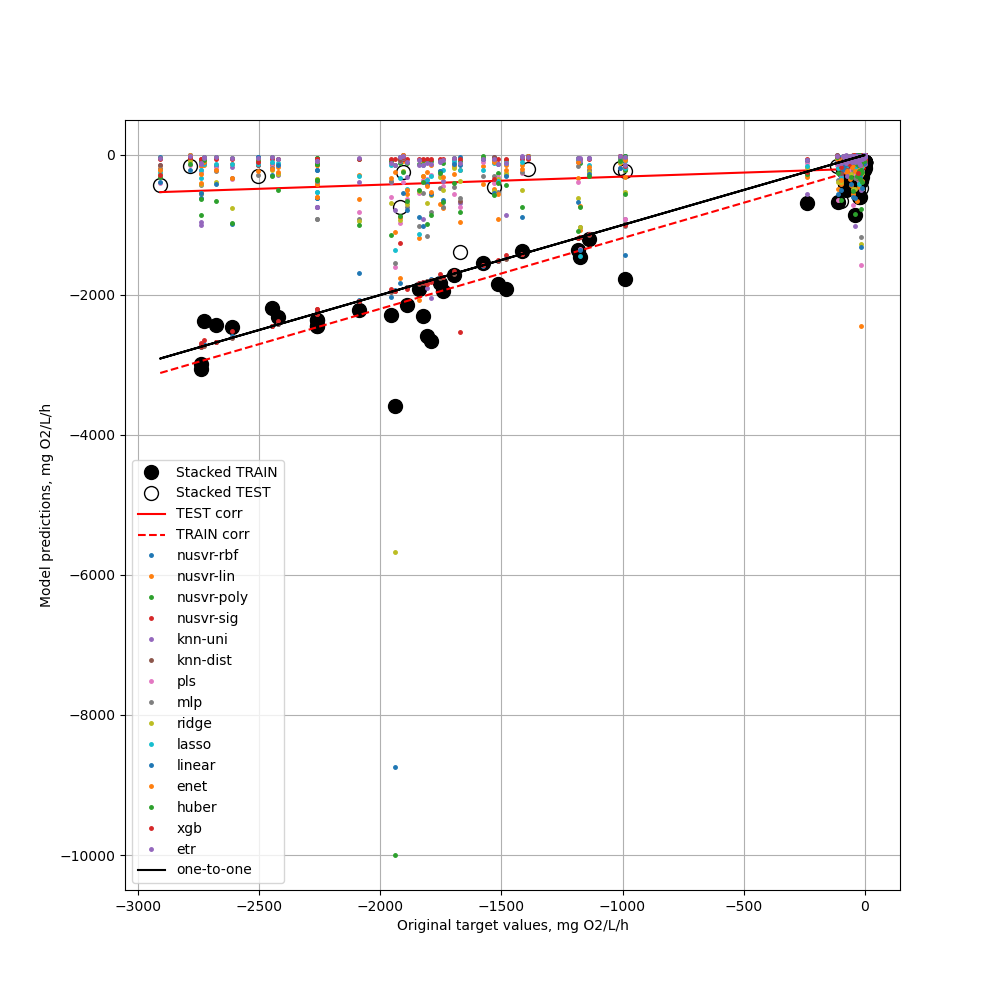 0
−2000
−4000
−6000
−8000
−10000
Model predictions, mg O2/L/h
Stacked TRAIN
Stacked TEST
TEST corr
TRAIN corr
nusvr-rbf
nusvr-lin
nusvr-poly
nusvr-sig
knn-uni
knn-dist
pls
mlp
ridge
lasso
linear
enet
huber
xgb
etr
one-to-one
−3000 −2500 −2000 −1500 −1000 −500 0
Original target values, mg O2/L/h